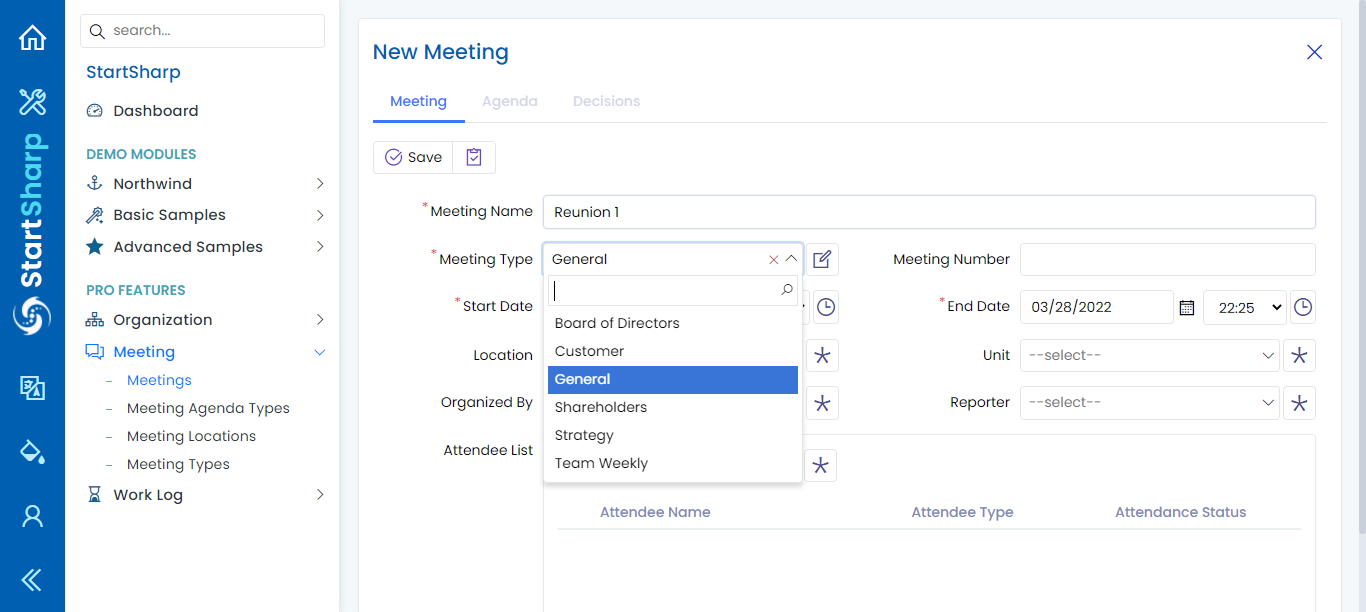 search...
StartSharp
StartSharp
Dashboard
DEMO MODULES
Northwind
Basic Samples
Advanced Samples
PRO FEATURES
Organization
Meeting
Meetings
Meeting Agenda Types
Meeting Locations
Meeting Types
Work Log
New Meeting
Meeting Agenda Decisions
Save
*Meeting Name Reunion 1
*Meeting Type General Meeting Number
Board of Directors
Customer
General
Shareholders
Strategy
Team Weekly
*Start Date *End Date 03/28/2022 22:25
Location Unit --select--
Organized By Reporter --select--
Attendee List
Attendee Name Attendee Type Attendance Status